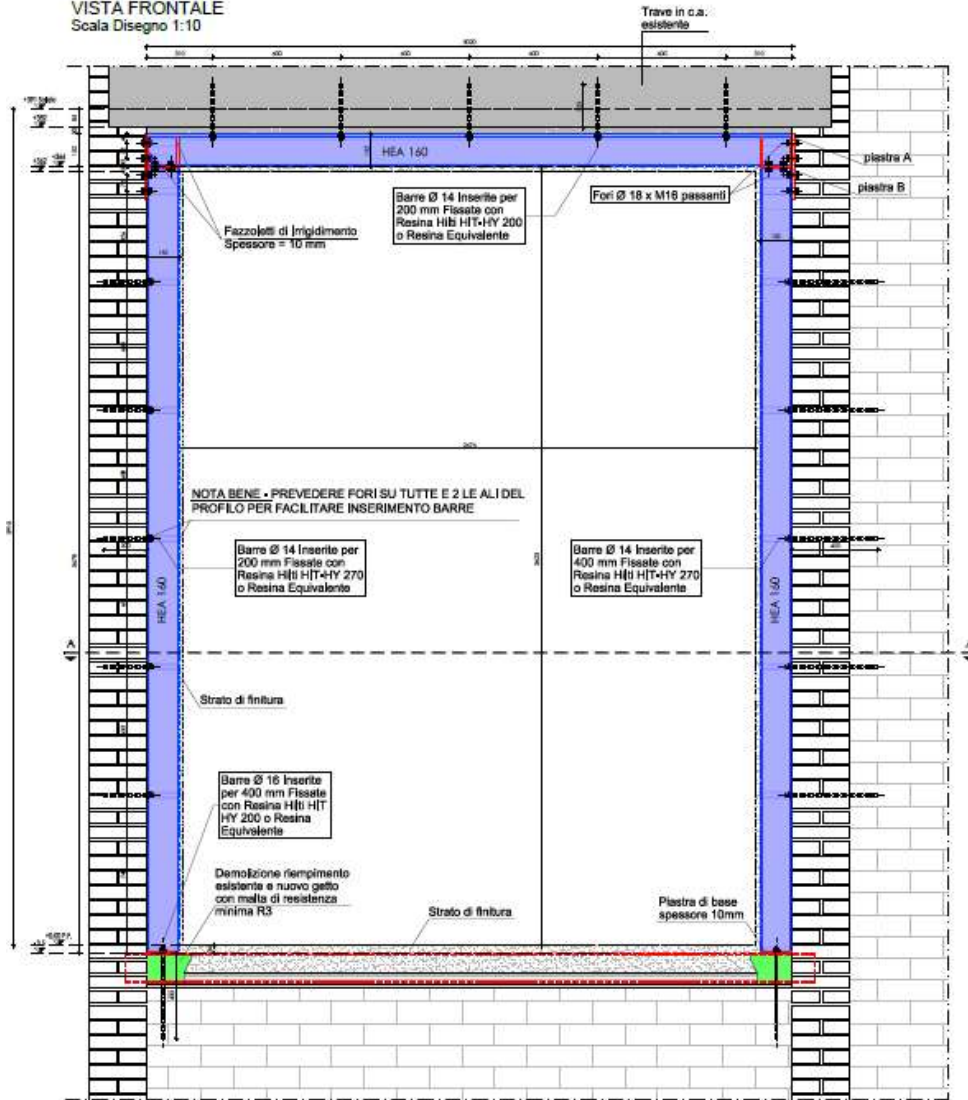 VISTA FRONTALE
Scala Disegno 1:10
Trave in c.a.
esistente
600
600
600
600
HEA 160
piastra A
piastra B
Fori Ø 18 x M16 passanti
Barre Ø 14 Inserite per
200 mm Fissate con
Resina Hilti HIT-HY 200
o Resina Equivalente
Fazzoletti di Irrigidimento
Spessore = 10 mm
NOTA BENE - PREVEDERE FORI SU TUTTE E 2 LE ALI DEL
PROFILO PER FACILITARE INSERIMENTO BARRE
Barre Ø 14 Inserite per
200 mm Fissate con
Resina Hilti HIT-HY 270
o Resina Equivalente
Barre Ø 14 Inserite per
400 mm Fissate con
Resina Hilti HIT-HY 270
o Resina Equivalente
HEA 160
HEA 160
A
Strato di finitura
Barre Ø 16 Inserite
per 400 mm Fissate
con Resina Hilti HIT
HY 200 o Resina
Equivalente
Demolizione riempimento
esistente e nuovo getto
con malta di resistenza
minima R3
Strato di finitura
Piastra di base
spessore 10mm